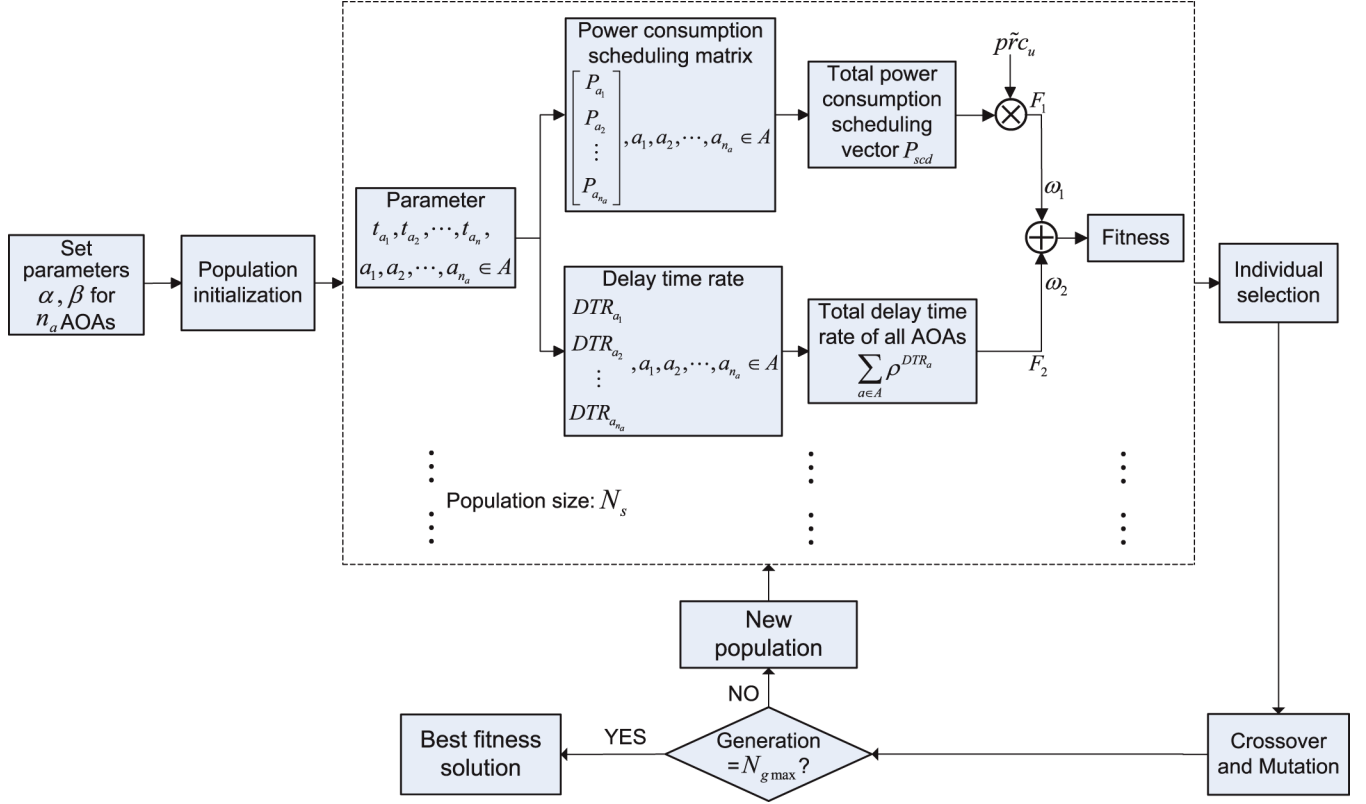 Set
parameters
α, β for
n_a AOAs
Population
initialization
Parameter
t_{a_1}, t_{a_2}, ⋯, t_{a_n},
a_1, a_2, ⋯, a_{n_a} ∈ A
Power consumption
scheduling matrix
P_{a_1}
P_{a_2}
⋮
P_{a_{n_a}}
, a_1, a_2, ⋯, a_{n_a} ∈ A
Total power
consumption
scheduling
vector P_{scd}
pr̃c_u
F_1
ω_1
Delay time rate
DTR_{a_1}
DTR_{a_2}
⋮
DTR_{a_{n_a}}
, a_1, a_2, ⋯, a_{n_a} ∈ A
Total delay time
rate of all AOAs
∑_{a∈A} ρ^{DTR_a}
F_2
ω_2
Fitness
Individual
selection
Population size: N_s
New
population
NO
Best fitness
solution
YES
Generation
=N_{g max}?
Crossover
and Mutation